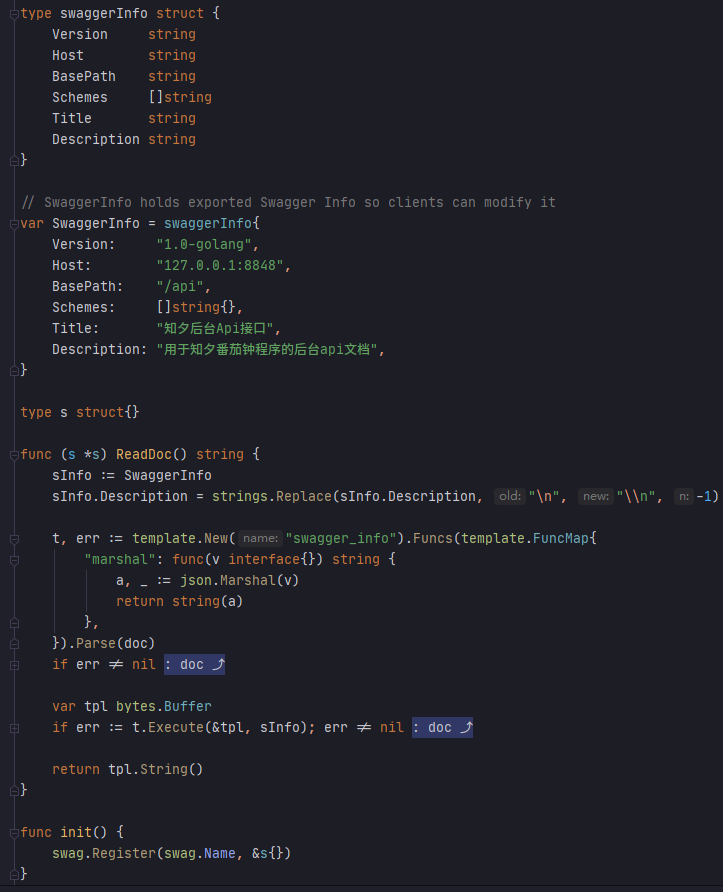 type swaggerInfo struct {
    Version     string
    Host        string
    BasePath    string
    Schemes     []string
    Title       string
    Description string
}
// SwaggerInfo holds exported Swagger Info so clients can modify it
var SwaggerInfo = swaggerInfo{
    Version:     "1.0-golang",
    Host:        "127.0.0.1:8848",
    BasePath:    "/api",
    Schemes:     []string{},
    Title:       "知夕后台Api接口",
    Description: "用于知夕番茄钟程序的后台api文档",
}
type s struct{}
func (s *s) ReadDoc() string {
    sInfo := SwaggerInfo
    sInfo.Description = strings.Replace(sInfo.Description, old: "\n", new: "\\n", n: -1)
    t, err := template.New( name: "swagger_info").Funcs(template.FuncMap{
        "marshal": func(v interface{}) string {
            a, _ := json.Marshal(v)
            return string(a)
        },
    }).Parse(doc)
    if err != nil : doc ⤴
    var tpl bytes.Buffer
    if err := t.Execute(&tpl, sInfo); err != nil : doc ⤴
    return tpl.String()
}
func init() {
    swag.Register(swag.Name, &s{})
}